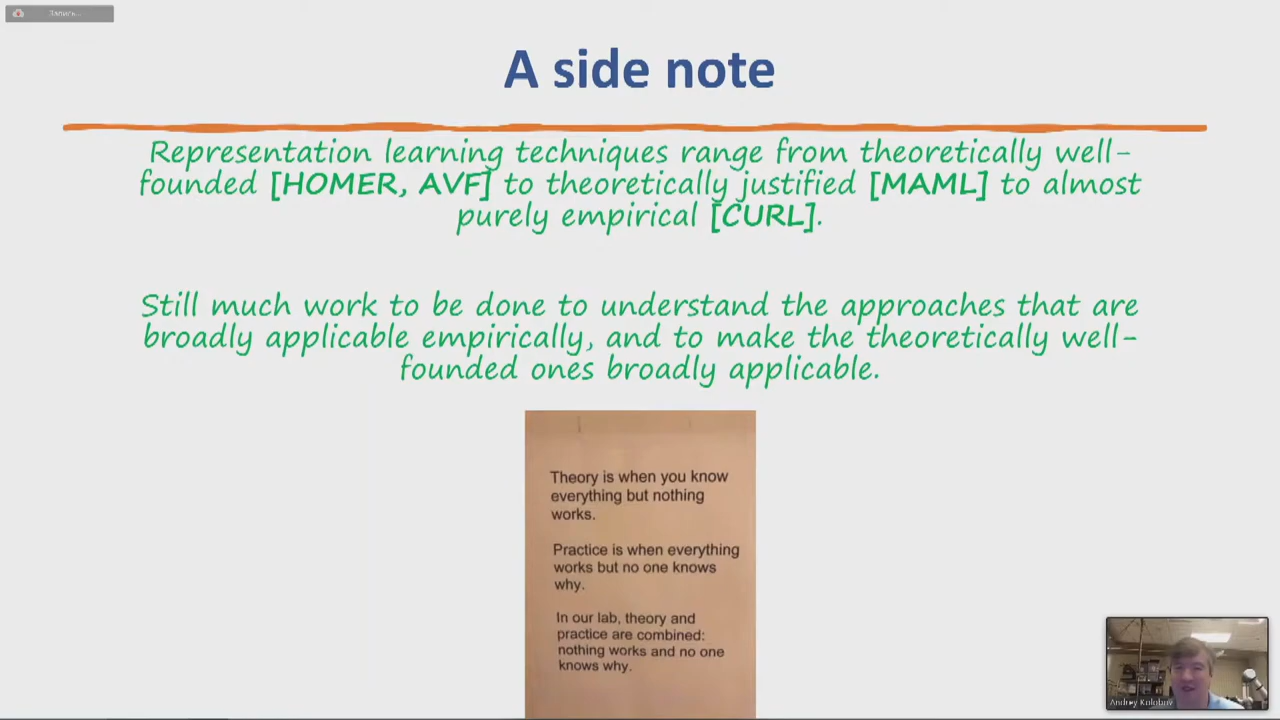 Запись...
A side note
Representation learning techniques range from theoretically well-
founded [HOMER, AVF] to theoretically justified [MAML] to almost
purely empirical [CURL].
Still much work to be done to understand the approaches that are
broadly applicable empirically, and to make the theoretically well-
founded ones broadly applicable.
Theory is when you know
everything but nothing
works.
Practice is when everything
works but no one knows
why.
In our lab, theory and
practice are combined:
nothing works and no one
knows why.
Andrey Kolobov